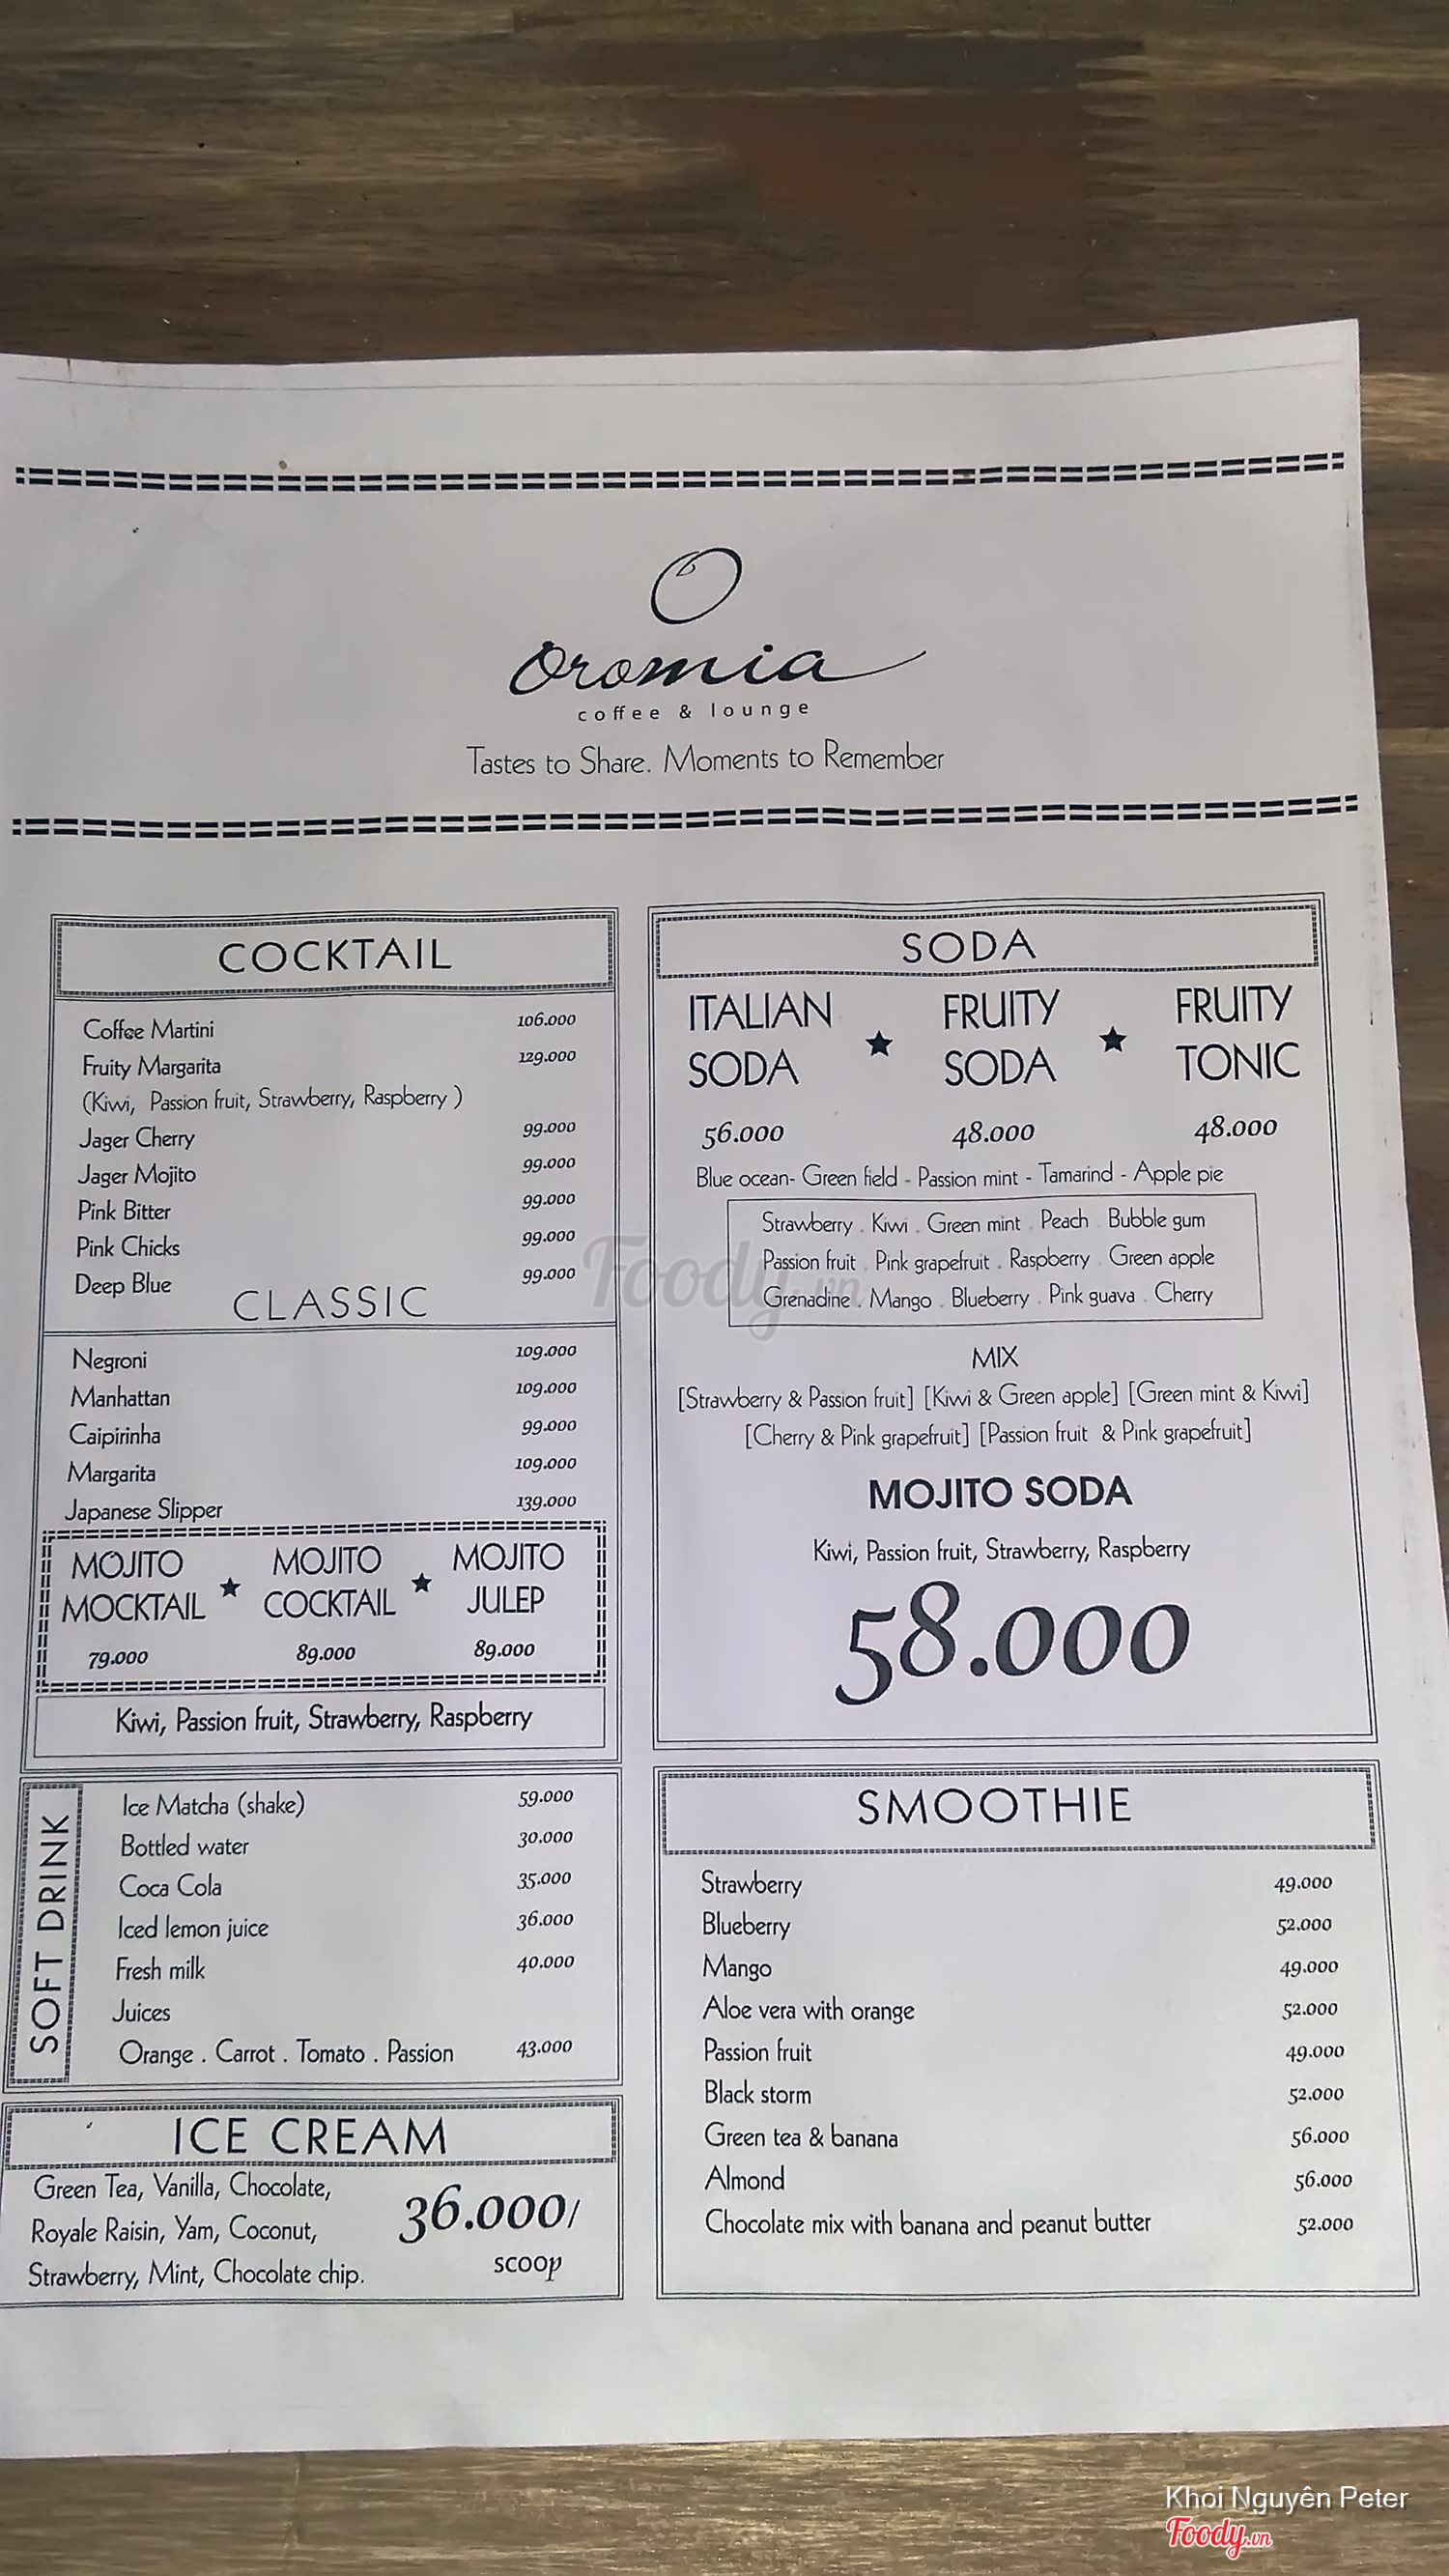 Oromia
coffee & lounge
Tastes to Share. Moments to Remember
COCKTAIL
Coffee Martini 106.000
Fruity Margarita 129.000
(Kiwi, Passion fruit, Strawberry, Raspberry )
Jager Cherry 99.000
Jager Mojito 99.000
Pink Bitter 99.000
Pink Chicks 99.000
Deep Blue 99.000
CLASSIC
Negroni 109.000
Manhattan 109.000
Caipirinha 99.000
Margarita 109.000
Japanese Slipper 139.000
MOJITO ★ MOJITO ★ MOJITO
MOCKTAIL COCKTAIL JULEP
79.000 89.000 89.000
Kiwi, Passion fruit, Strawberry, Raspberry
SOFT DRINK
Ice Matcha (shake) 59.000
Bottled water 30.000
Coca Cola 35.000
Iced lemon juice 36.000
Fresh milk 40.000
Juices
Orange . Carrot . Tomato . Passion 43.000
ICE CREAM
Green Tea, Vanilla, Chocolate,
Royale Raisin, Yam, Coconut,
Strawberry, Mint, Chocolate chip.
36.000/
scoop
SODA
ITALIAN ★ FRUITY ★ FRUITY
SODA SODA TONIC
56.000 48.000 48.000
Blue ocean- Green field - Passion mint - Tamarind - Apple pie
Strawberry . Kiwi . Green mint . Peach . Bubble gum
Passion fruit . Pink grapefruit . Raspberry . Green apple
Grenadine . Mango . Blueberry . Pink guava . Cherry
MIX
[Strawberry & Passion fruit] [Kiwi & Green apple] [Green mint & Kiwi]
[Cherry & Pink grapefruit] [Passion fruit & Pink grapefruit]
MOJITO SODA
Kiwi, Passion fruit, Strawberry, Raspberry
58.000
SMOOTHIE
Strawberry 49.000
Blueberry 52.000
Mango 49.000
Aloe vera with orange 52.000
Passion fruit 49.000
Black storm 52.000
Green tea & banana 56.000
Almond 56.000
Chocolate mix with banana and peanut butter 52.000
Foody.vn
Khoi Nguyên Peter
Foody.vn